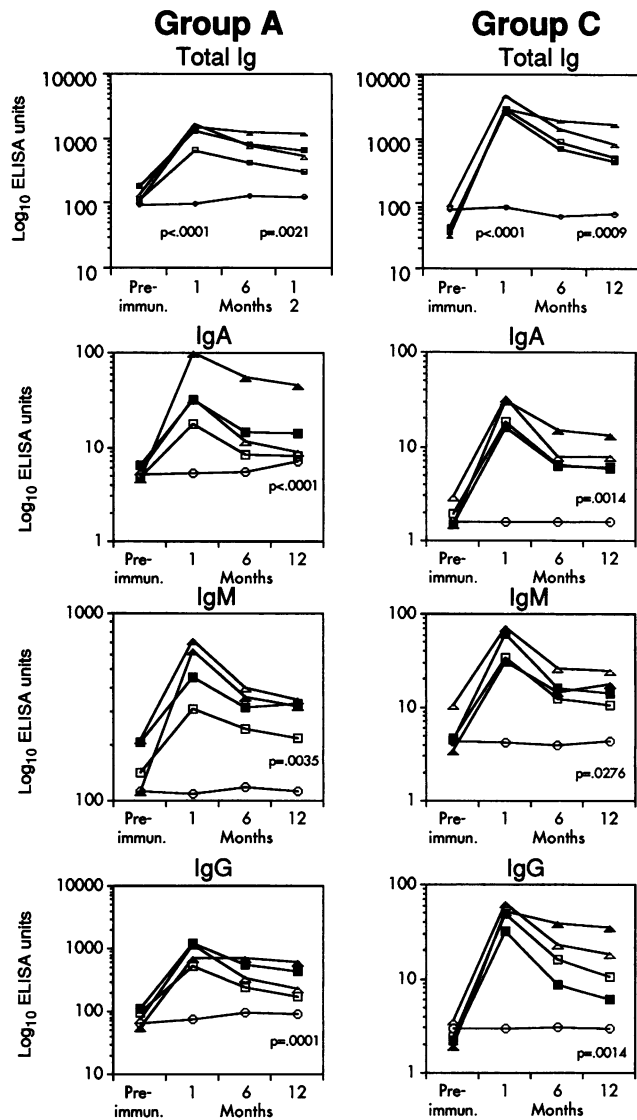 Group A Group C
Total Ig Total Ig
Log10 ELISA units
10000 10000
1000 1000
100 100
10 10
p<.0001 p=.0021 p<.0001 p=.0009
Pre- 1 6 1 Pre- 1 6 12
immun. Months 2 immun. Months
IgA IgA
Log10 ELISA units
100 100
10 10
1 1
p<.0001 p=.0014
Pre- 1 6 12 Pre- 1 6 12
immun. Months immun. Months
IgM IgM
Log10 ELISA units
1000 100
10
100 1
p=.0035 p=.0276
Pre- 1 6 12 Pre- 1 6 12
immun. Months immun. Months
IgG IgG
Log10 ELISA units
10000 100
1000
100 10
10 1
p=.0001 p=.0014
Pre- 1 6 12 Pre- 1 6 12
immun. Months immun. Months